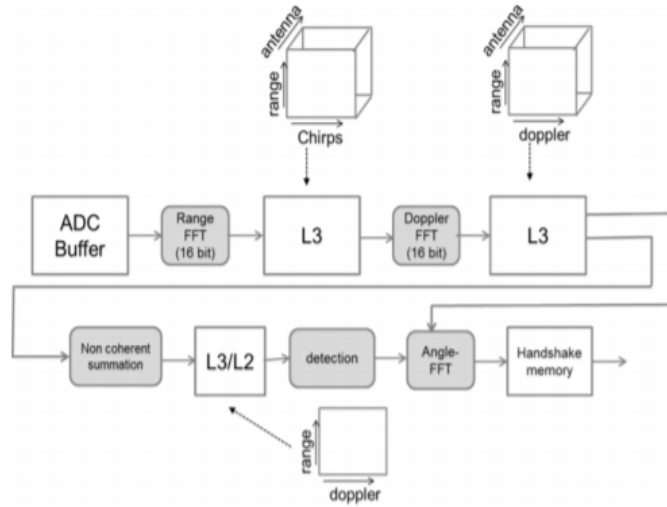 antenna
range
Chirps
antenna
range
doppler
ADC
Buffer
Range
FFT
(16 bit)
L3
Doppler
FFT
(16 bit)
L3
Non coherent
summation
L3/L2
detection
Angle-
FFT
Handshake
memory
range
doppler